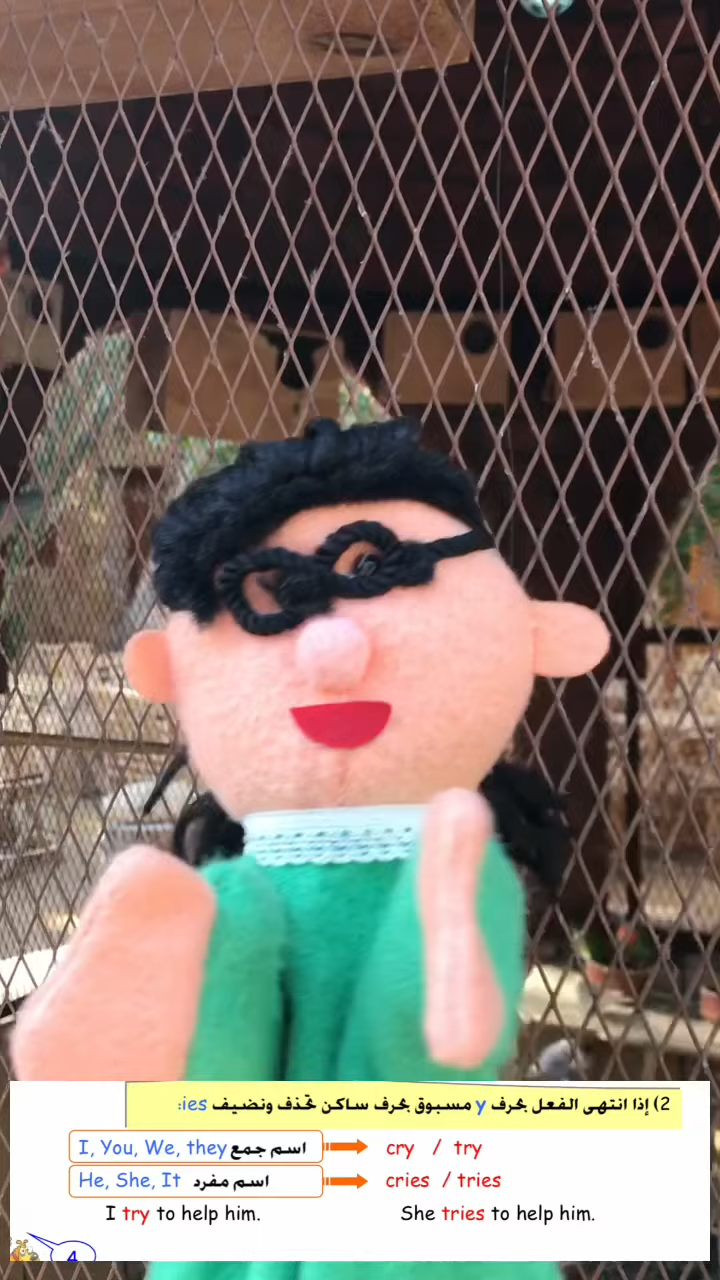 2) إذا انتهى الفعل بحرف y مسبوق بحرف ساكن تحذف ونضيف ies:
I, You, We, they اسم جمع cry / try
He, She, It اسم مفرد cries / tries
I try to help him. She tries to help him.
4